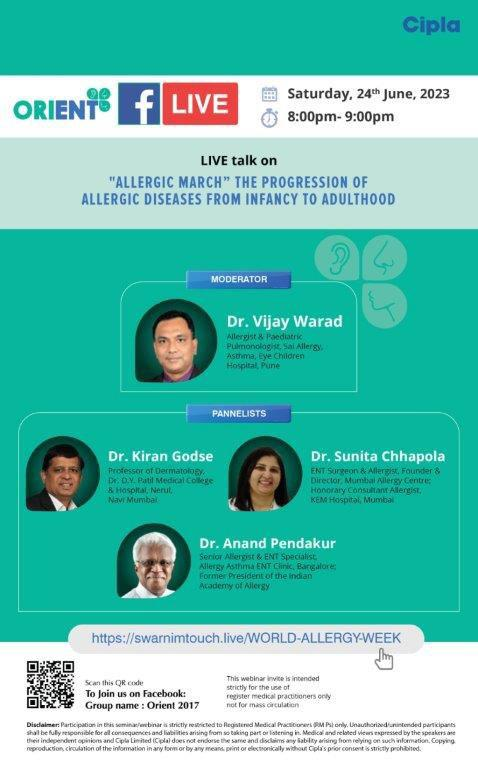 Cipla
ORIENT
f LIVE
Saturday, 24th June, 2023
8:00pm- 9:00pm
LIVE talk on
"ALLERGIC MARCH” THE PROGRESSION OF
ALLERGIC DISEASES FROM INFANCY TO ADULTHOOD
MODERATOR
Dr. Vijay Warad
Allergist & Paediatric
Pulmonologist, Sai Allergy,
Asthma, Eye Children
Hospital, Pune
PANNELISTS
Dr. Kiran Godse
Professor of Dermatology,
Dr. D.Y. Patil Medical College
& Hospital, Nerul,
Navi Mumbai
Dr. Sunita Chhapola
ENT Surgeon & Allergist, Founder &
Director, Mumbai Allergy Centre;
Honorary Consultant Allergist,
KEM Hospital, Mumbai
Dr. Anand Pendakur
Senior Allergist & ENT Specialist,
Allergy Asthma ENT Clinic, Bangalore;
Former President of the Indian
Academy of Allergy
https://swarnimtouch.live/WORLD-ALLERGY-WEEK
Scan this QR code
To Join us on Facebook:
Group name : Orient 2017
This webinar invite is intended
strictly for the use of
register medical practitioners only
not for mass circulation
Disclaimer: Participation in this seminar/webinar is strictly restricted to Registered Medical Practitioners (RM Ps) only. Unauthorized/unintended participants
shall be fully responsible for all consequences and liabilities arising from so taking part or listening in. Medical and related views expressed by the speakers are
their independent opinions and Cipla Limited (Cipla) does not endorse the same and disclaims any liability arising from relying on such information. Copying,
reproduction, circulation of the information in any form or by any means, print or electronically without Cipla's prior consent is strictly prohibited.